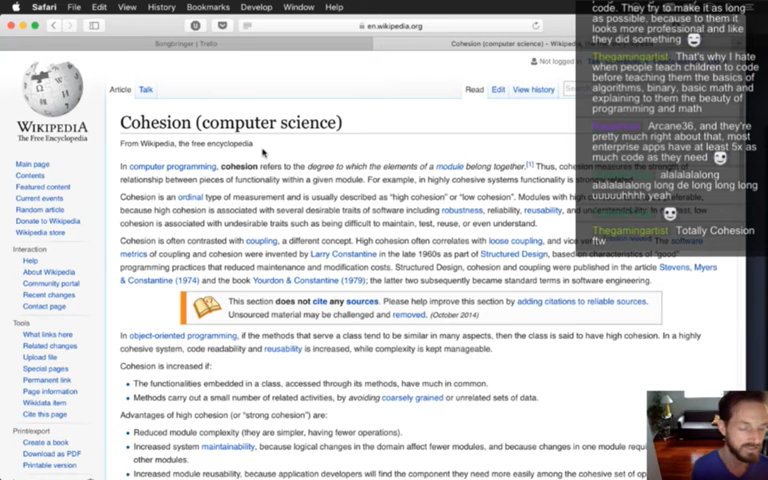 Safari File Edit View History Bookmarks Develop Window Help
en.wikipedia.org
Songbringer | Trello
Cohesion (computer science) - Wikipedia, the free
Not logged in
WIKIPEDIA
The Free Encyclopedia
Main page
Contents
Featured content
Current events
Random article
Donate to Wikipedia
Wikipedia store
Interaction
Help
About Wikipedia
Community portal
Recent changes
Contact page
Tools
What links here
Related changes
Upload file
Special pages
Permanent link
Page information
Wikidata item
Cite this page
Print/export
Create a book
Download as PDF
Printable version
Article Talk
Read Edit View history
Cohesion (computer science)
From Wikipedia, the free encyclopedia
In computer programming, cohesion refers to the degree to which the elements of a module belong together.[1] Thus, cohesion measures the strength of
relationship between pieces of functionality within a given module. For example, in highly cohesive systems functionality is strongly
Cohesion is an ordinal type of measurement and is usually described as "high cohesion" or "low cohesion". Modules with high
because high cohesion is associated with several desirable traits of software including robustness, reliability, reusability, and understandability. In contrast, low
cohesion is associated with undesirable traits such as being difficult to maintain, test, reuse, or even understand.
Cohesion is often contrasted with coupling, a different concept. High cohesion often correlates with loose coupling, and vice versa. The software
metrics of coupling and cohesion were invented by Larry Constantine in the late 1960s as part of Structured Design, based on characteristics of "good"
programming practices that reduced maintenance and modification costs. Structured Design, cohesion and coupling were published in the article Stevens, Myers
& Constantine (1974) and the book Yourdon & Constantine (1979); the latter two subsequently became standard terms in software engineering.
This section does not cite any sources. Please help improve this section by adding citations to reliable sources.
Unsourced material may be challenged and removed. (October 2014)
In object-oriented programming, if the methods that serve a class tend to be similar in many aspects, then the class is said to have high cohesion. In a highly
cohesive system, code readability and reusability is increased, while complexity is kept manageable.
Cohesion is increased if:
• The functionalities embedded in a class, accessed through its methods, have much in common.
• Methods carry out a small number of related activities, by avoiding coarsely grained or unrelated sets of data.
Advantages of high cohesion (or "strong cohesion") are:
• Reduced module complexity (they are simpler, having fewer operations).
• Increased system maintainability, because logical changes in the domain affect fewer modules, and because changes in one module requi
other modules.
• Increased module reusability, because application developers will find the component they need more easily among the cohesive set of op
code. They try to make it as long
as possible, because to them it
looks more professional and like
they did something
Thegamingartist That's why I hate
when people teach children to code
before teaching them the basics of
algorithms, binary, basic math and
explaining to them the beauty of
programming and math
Arcane36, and they're
pretty much right about that, most
enterprise apps have at least 5x as
much code as they need
alalalalalong
alalalalalong long de long long long
uuuuuhhhh yeah
Thegamingartist Totally Cohesion
ftw